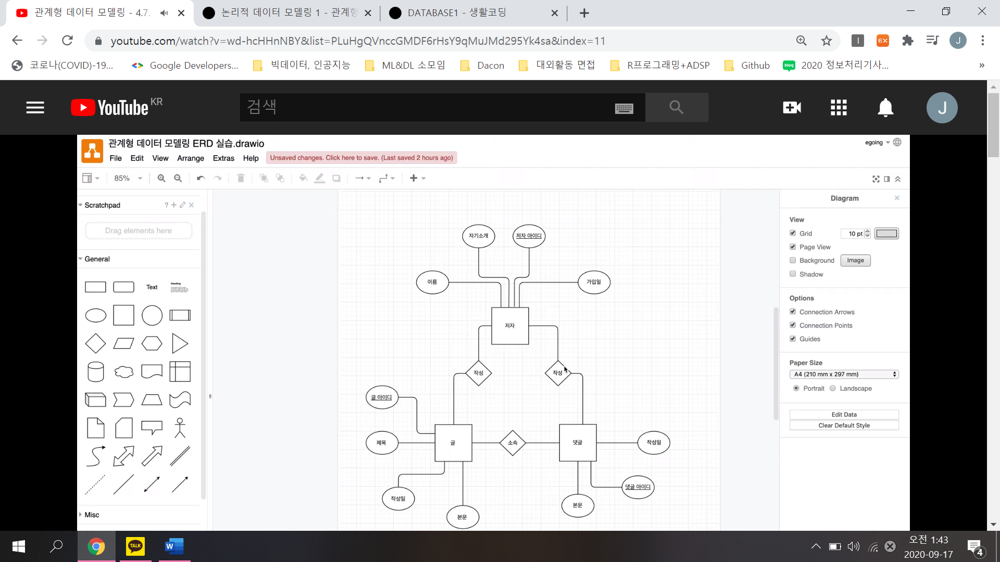 관계형 데이터 모델링 - 4.7.
논리적 데이터 모델링 1 - 관계형
DATABASE1 - 생활코딩
youtube.com/watch?v=wd-hcHHnNBY&list=PLuHgQVnccGMDF6rHsY9qMuJMd295Yk4sa&index=11
I
EX
J
코로나(COVID)-19...
Google Developers...
빅데이터, 인공지능
ML&DL 소모임
Dacon
대외활동 면접
R프로그래밍+ADSP
Github
blog
2020 정보처리기사...
»
YouTube KR
검색
J
관계형 데이터 모델링 ERD 실습.drawio
egoing
File Edit View Arrange Extras Help
Unsaved changes. Click here to save. (Last saved 2 hours ago)
85%
Scratchpad
?
Drag elements here
General
Text
Heading
Misc
자기소개
저자 아이디
이름
가입일
저자
작성
작성
글 아이디
제목
글
소속
댓글
작성일
작성일
본문
본문
댓글 아이디
Diagram
View
Grid
10 pt
Page View
Background
Image
Shadow
Options
Connection Arrows
Connection Points
Guides
Paper Size
A4 (210 mm x 297 mm)
Portrait Landscape
Edit Data
Clear Default Style
TALK
W
오전 1:43
2020-09-17
4